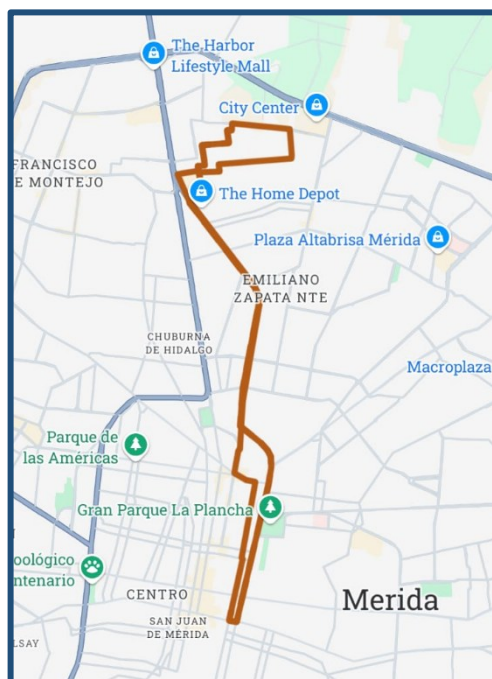 The Harbor
Lifestyle Mall
City Center
FRANCISCO
E MONTEJO
The Home Depot
Plaza Altabrisa Mérida
EMILIANO
ZAPATA NTE
CHUBURNA
DE HIDALGO
Macroplaza
Parque de
las Américas
Gran Parque La Plancha
oológico
ntenario
CENTRO
Merida
SAN JUAN
DE MÉRIDA
LSAY